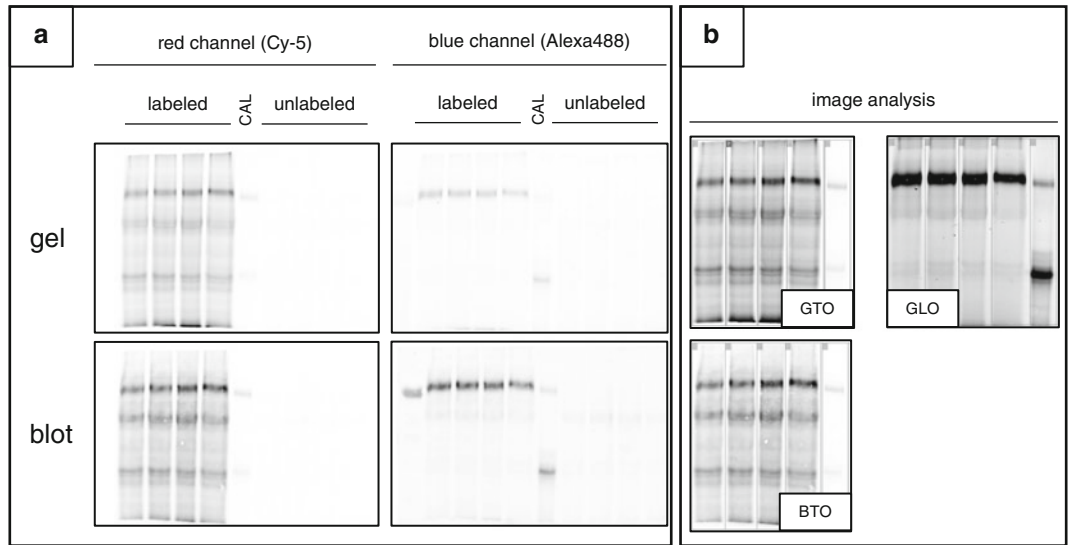 a
red channel (Cy-5)
blue channel (Alexa488)
labeled
CAL
unlabeled
labeled
CAL
unlabeled
gel
blot
b
image analysis
GTO
GLO
BTO